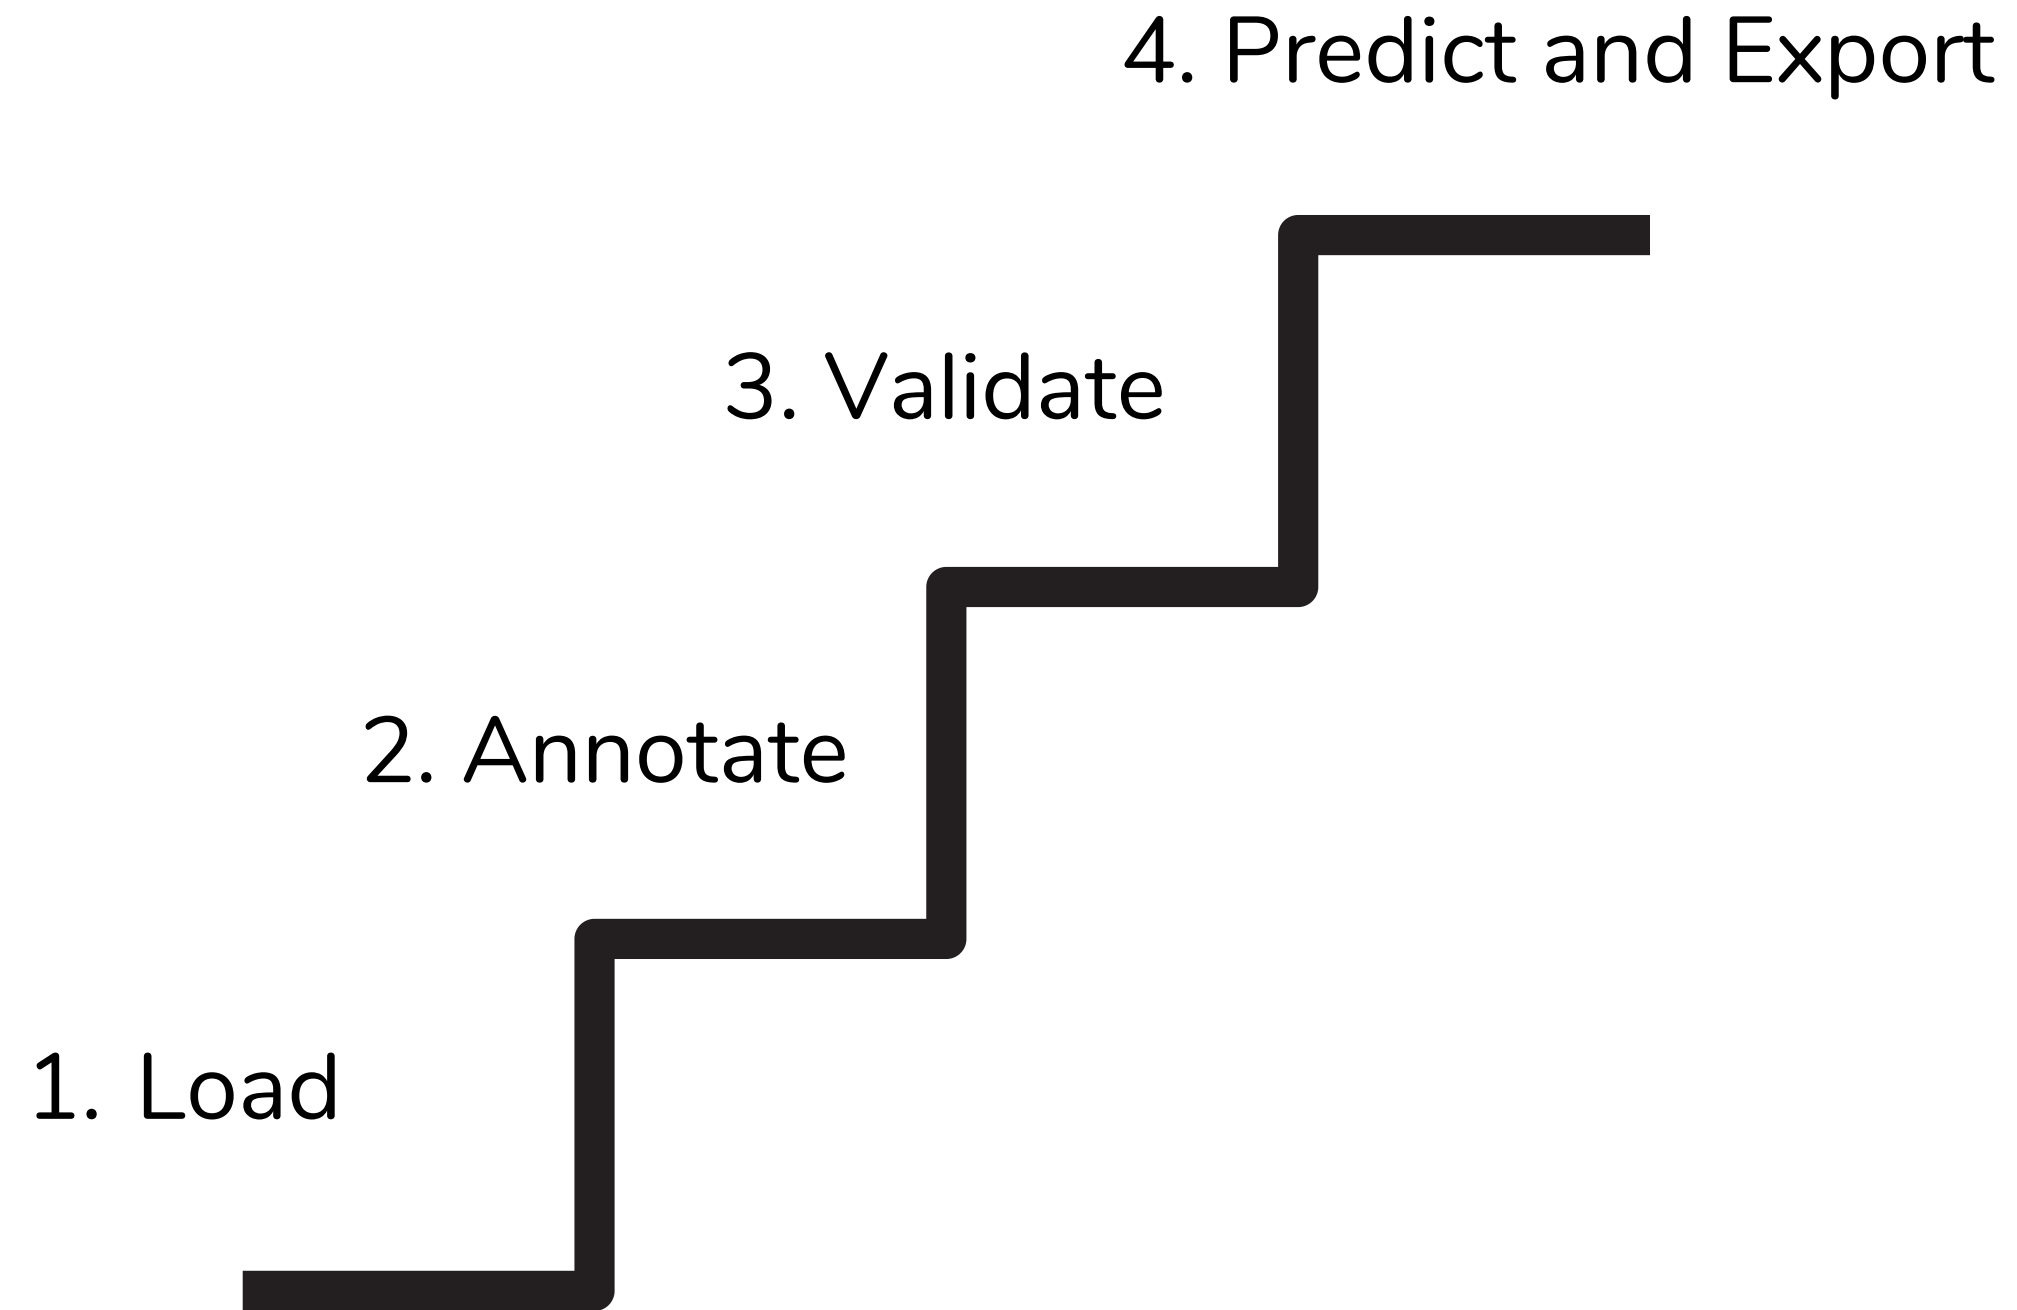 4. Predict and Export
3. Validate
2. Annotate
1. Load